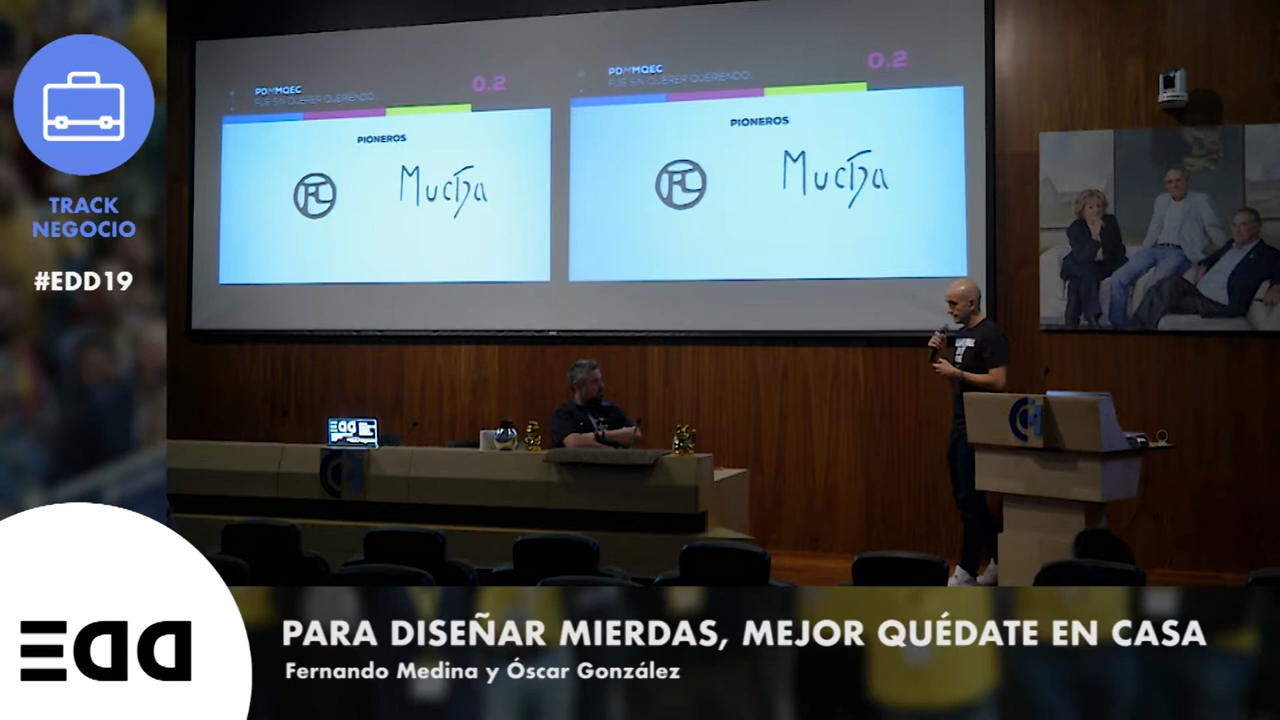 TRACK
NEGOCIO
#EDD19
PDMMQEC
FUE SIN QUERER QUERIENDO
0.2
PIONEROS
Mucha
PDMMQEC
FUE SIN QUERER QUERIENDO
0.2
PIONEROS
Mucha
EDD
PARA DISEÑAR MIERDAS, MEJOR QUÉDATE EN CASA
Fernando Medina y Óscar González